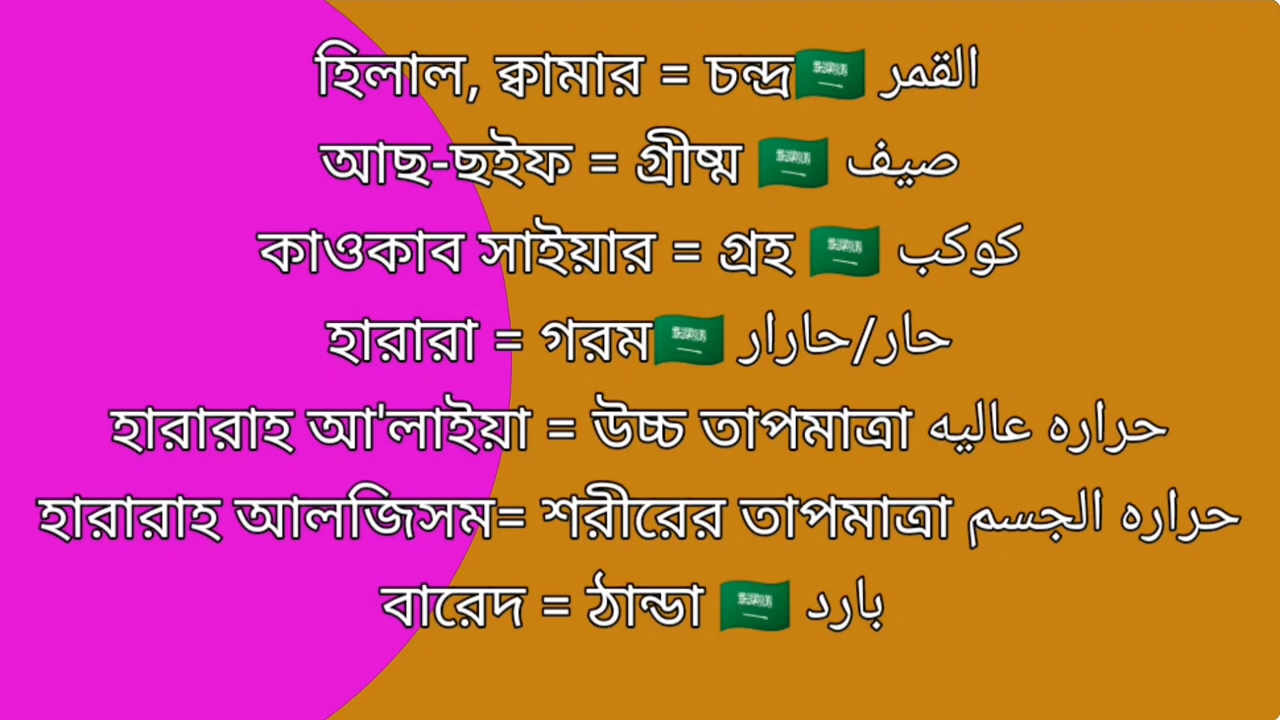 হিলাল, ক্বামার = চন্দ্র🇸🇦 القمر
আছ-ছইফ = গ্রীষ্ম 🇸🇦 صيف
কাওকাব সাইয়ার = গ্রহ 🇸🇦 كوكب
হারারা = গরম🇸🇦 حار/حارار
হারারাহ আ'লাইয়া = উচ্চ তাপমাত্রা حراره عاليه
হারারাহ আলজিসম= শরীরের তাপমাত্রা حراره الجسم
বারেদ = ঠান্ডা 🇸🇦 بارد